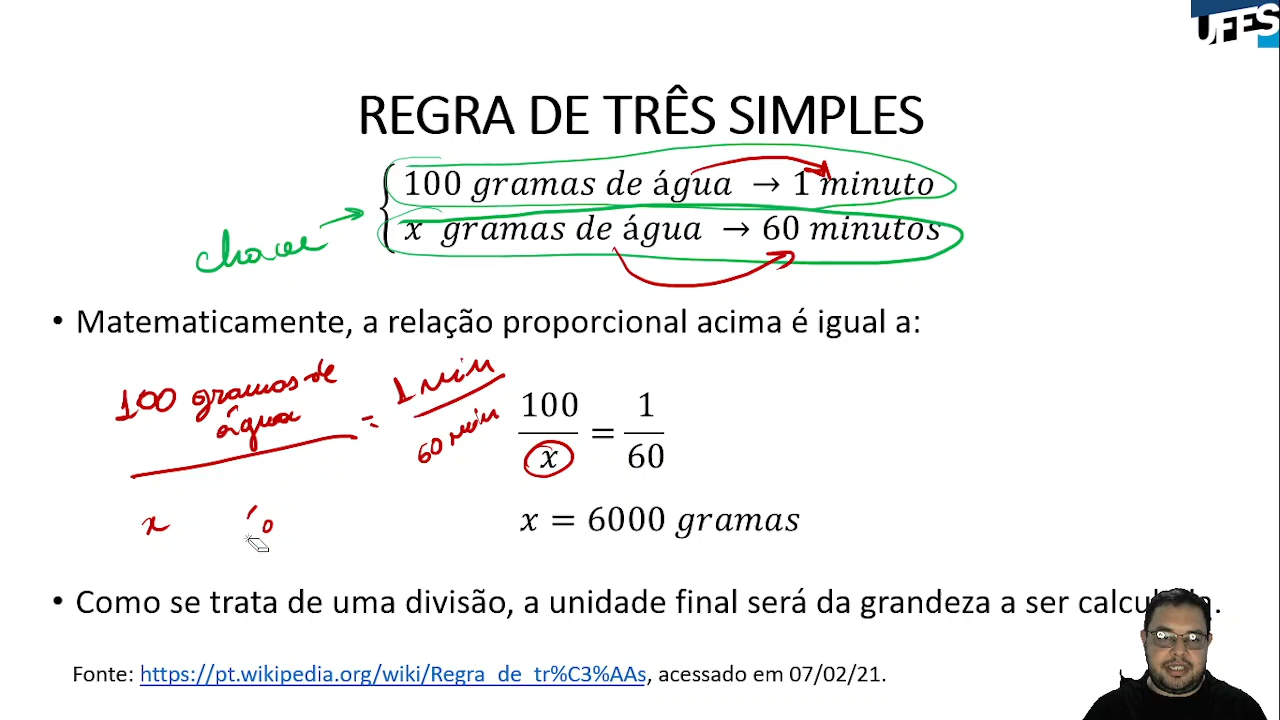 UFES
REGRA DE TRÊS SIMPLES
100 gramas de água → 1 minuto
x gramas de água → 60 minutos
chave
• Matematicamente, a relação proporcional acima é igual a:
100 gramas de água = 1 min
x 60 min
100 / x = 1 / 60
x = 6000 gramas
• Como se trata de uma divisão, a unidade final será da grandeza a ser calculada.
Fonte: https://pt.wikipedia.org/wiki/Regra_de_tr%C3%AAs, acessado em 07/02/21.